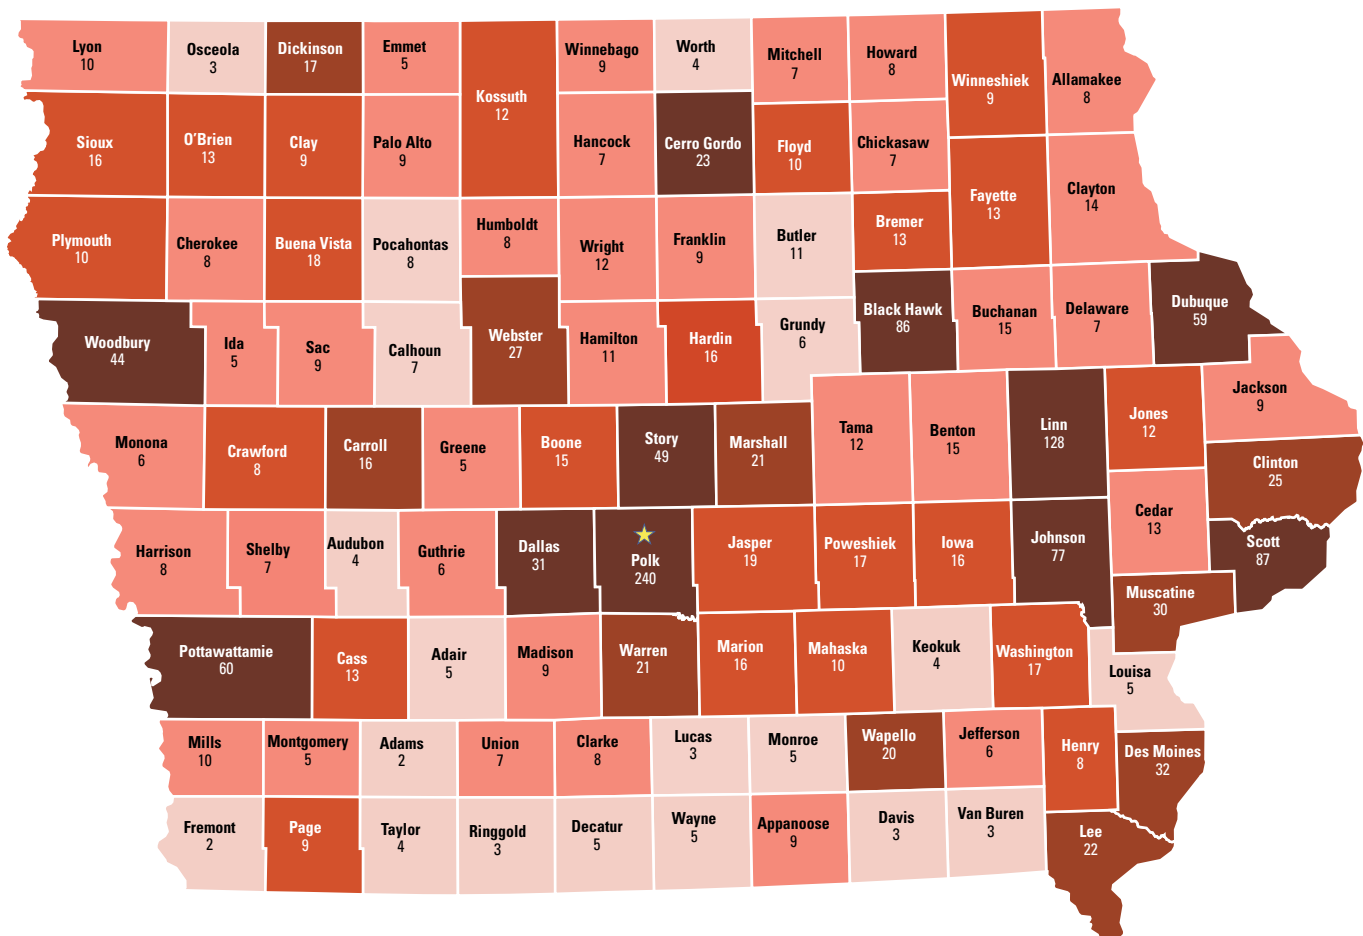 Lyon
10
Osceola
3
Dickinson
17
Emmet
5
Kossuth
12
Winnebago
9
Worth
4
Mitchell
7
Howard
8
Winneshiek
9
Allamakee
8
Sioux
16
O'Brien
13
Clay
9
Palo Alto
9
Hancock
7
Cerro Gordo
23
Floyd
10
Chickasaw
7
Fayette
13
Clayton
14
Plymouth
10
Cherokee
8
Buena Vista
18
Pocahontas
8
Humboldt
8
Wright
12
Franklin
9
Butler
11
Bremer
13
Woodbury
44
Ida
5
Sac
9
Calhoun
7
Webster
27
Hamilton
11
Hardin
16
Grundy
6
Black Hawk
86
Buchanan
15
Delaware
7
Dubuque
59
Monona
6
Crawford
8
Carroll
16
Greene
5
Boone
15
Story
49
Marshall
21
Tama
12
Benton
15
Linn
128
Jones
12
Jackson
9
Clinton
25
Harrison
8
Shelby
7
Audubon
4
Guthrie
6
Dallas
31
Polk
240
Jasper
19
Poweshiek
17
Iowa
16
Johnson
77
Cedar
13
Scott
87
Muscatine
30
Pottawattamie
60
Cass
13
Adair
5
Madison
9
Warren
21
Marion
16
Mahaska
10
Keokuk
4
Washington
17
Louisa
5
Mills
10
Montgomery
5
Adams
2
Union
7
Clarke
8
Lucas
3
Monroe
5
Wapello
20
Jefferson
6
Henry
8
Des Moines
32
Fremont
2
Page
9
Taylor
4
Ringgold
3
Decatur
5
Wayne
5
Appanoose
9
Davis
3
Van Buren
3
Lee
22